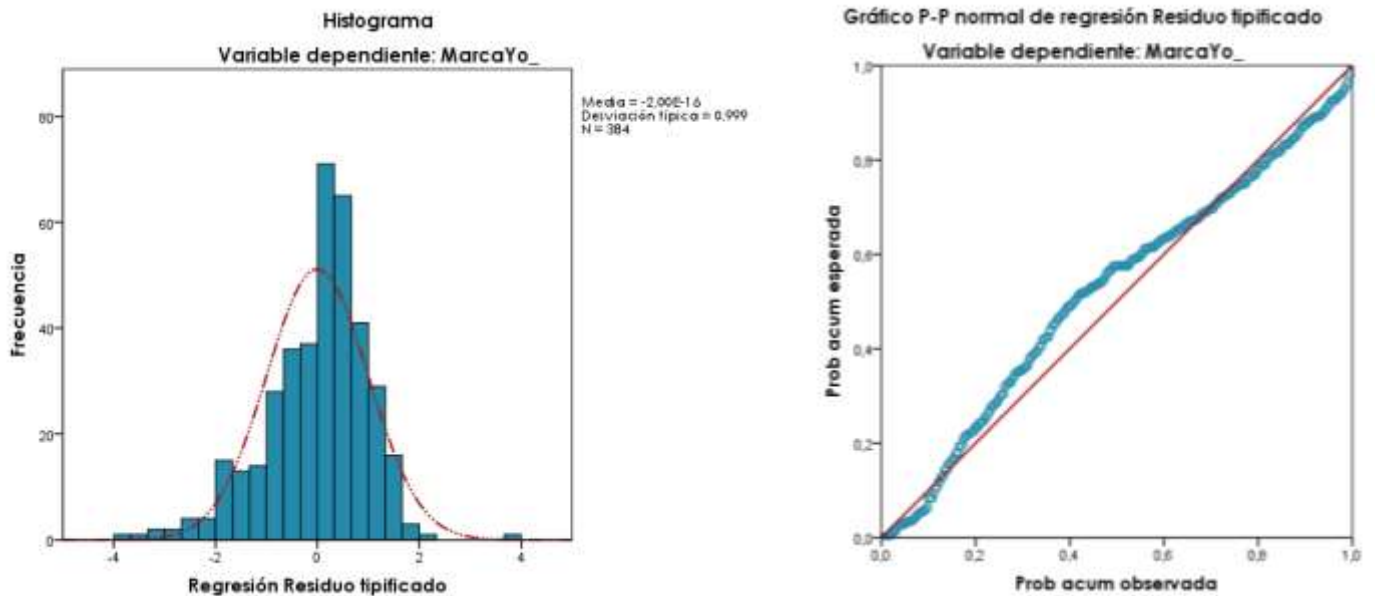 Histograma
Variable dependiente: MarcaYo_
Media = -2,00E-16
Desviación típica = 0,999
N = 384
80
60
40
20
0
Frecuencia
-4
-2
0
2
4
Regresión Residuo tipificado
Gráfico P-P normal de regresión Residuo tipificado
Variable dependiente: MarcaYo_
1,0
0,8
0,6
0,4
0,2
0,0
Prob acum esperada
0,0
0,2
0,4
0,6
0,8
1,0
Prob acum observada